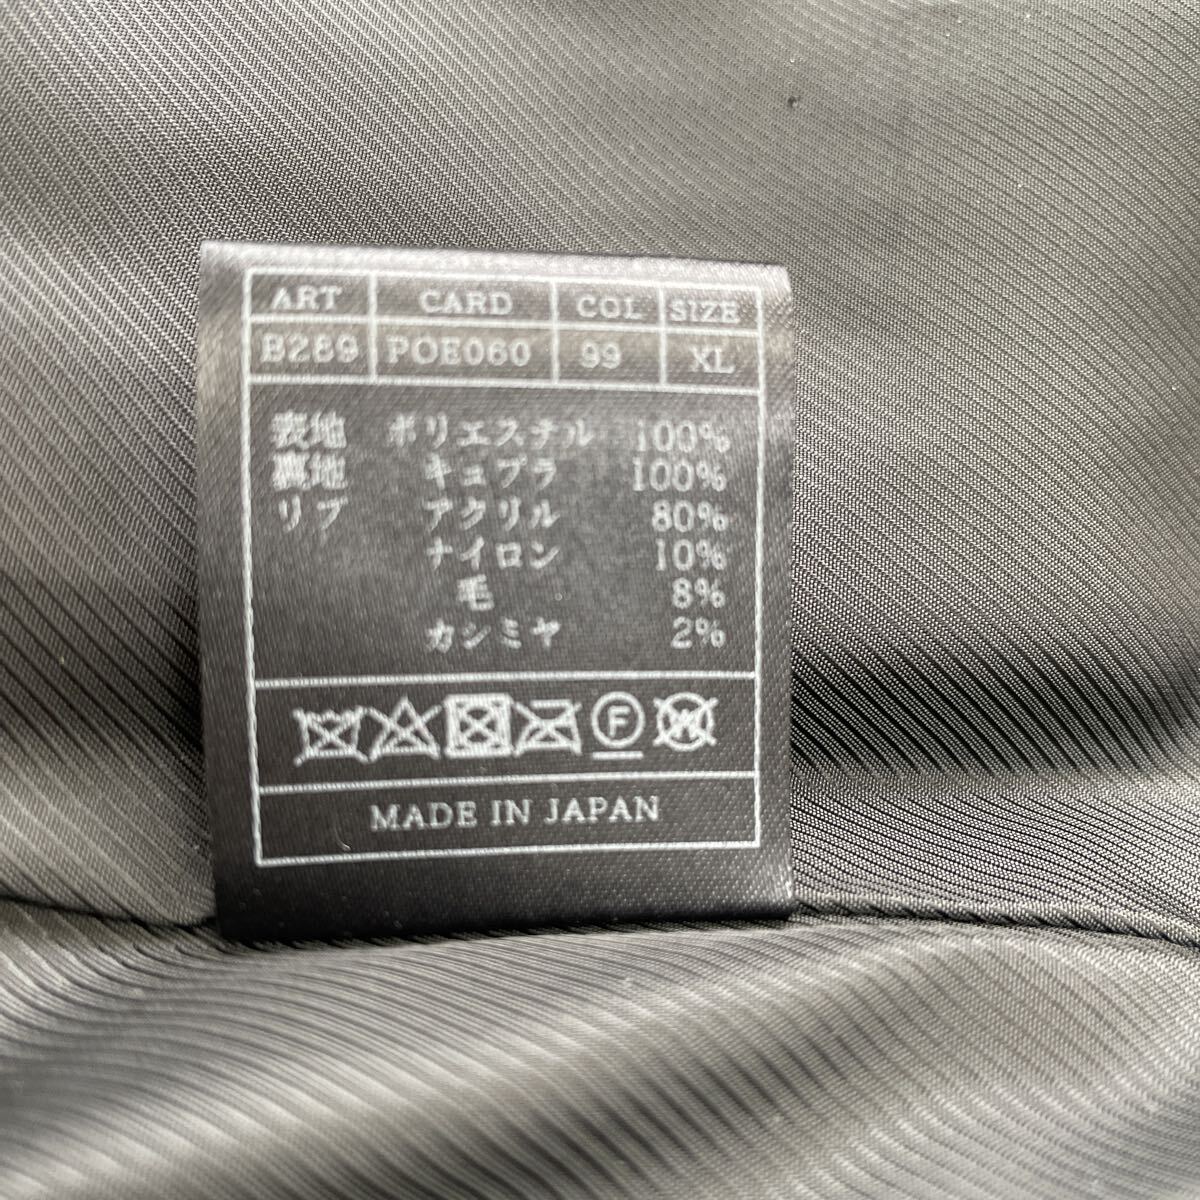 ART CARD COL SIZE
B289 POE060 99 XL
表地 ポリエステル 100%
裏地 キュプラ 100%
リブ アクリル 80%
ナイロン 10%
毛 8%
カシミヤ 2%
F W
MADE IN JAPAN